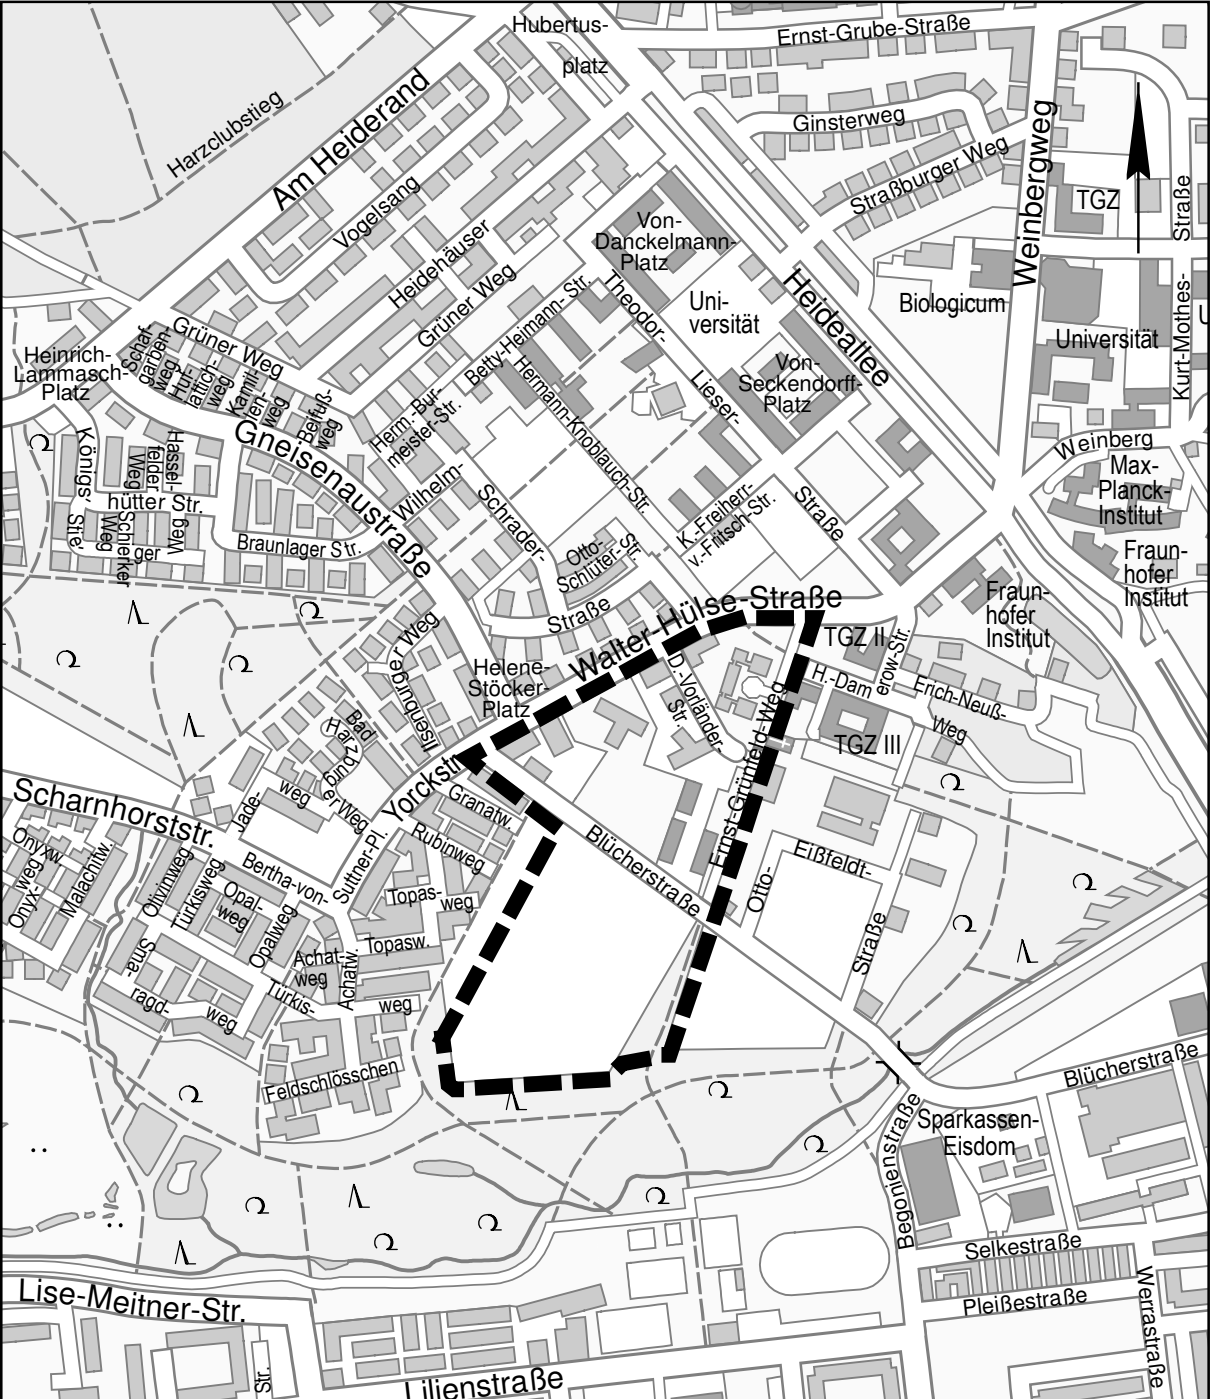 Hubertus-
platz
Ernst-Grube-Straße
Harzclubstieg
Am Heiderand
Vogelsang
Ginsterweg
Straßburger Weg
Weinbergweg
TGZ
Straße
Kurt-Mothes-
Von-
Danckelmann-
Platz
Heidehäuser
Grüner Weg
Biologicum
Universität
U
Uni-
versität
Heideallee
Theodor-
Lieser-
Straße
Betty-Heimann-Str.
Hermann-Knoblauch-Str.
Von-
Seckendorff-
Platz
Schaf-
garben-
weg
Grüner Weg
Huf-
lattich-
weg
Kamil-
len-
weg
Beifuß-
weg
Heinrich-
Lammasch-
Platz
Herm.-Bur-
meister-Str.
Gneisenaustraße
Wilhelm-
Schrader-
Straße
Königs-
hütter Str.
Hassel-
felder
Weg
Stie
Schierker
Weg
ger
Weg
Braunlager Str.
Weinberg
Max-
Planck-
Institut
Fraun-
hofer
Institut
K.-Freiherr-
v.-Fritsch-Str.
Otto-
Schlüter-
Str.
Fraun-
hofer
Institut
Walter-Hülse-Straße
TGZ II
H.-Dam
erow-Str.
Erich-Neuß-
Weg
TGZ III
Helene-
Stöcker-
Platz
D.-Vorländer-
Str.
Ernst-Grünfeld-Weg
Ilsenburger Weg
Bad
Harzburger Weg
Yorckstr.
Scharnhorststr.
Jade-
weg
Granatw.
Rubinweg
Blücherstraße
Otto-
Eißfeldt-
Straße
Onyxw.
Onyx-
weg
Malachitw.
Olivinweg
Türkisweg
Bertha-von-
Suttner-Pl.
Opal-
weg
Opalweg
Topas-
weg
Topasw.
Achat-
weg
Achatw.
weg
Türkis-
Sma-
ragd-
weg
Feldschlösschen
Blücherstraße
Sparkassen-
Eisdom
Begonienstraße
Selkestraße
Pleißestraße
Werrastraße
Lise-Meitner-Str.
Str.
Lilienstraße